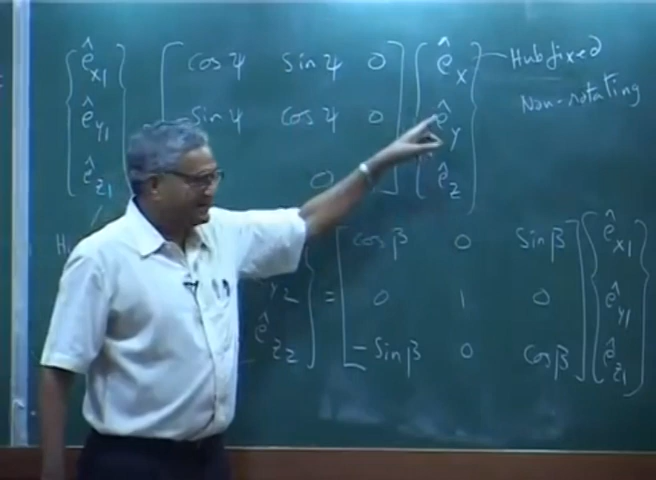 ê_x1 cos ψ sin ψ 0 ê_x Hub fixed
ê_y1 - Sin ψ cos ψ 0 ê_y Non-rotating
ê_z1 0 ê_z
H
cos β 0 Sin β ê_x1
y2 = 0 1 0 ê_y1
ê_z2 - Sin β 0 cos β ê_z1